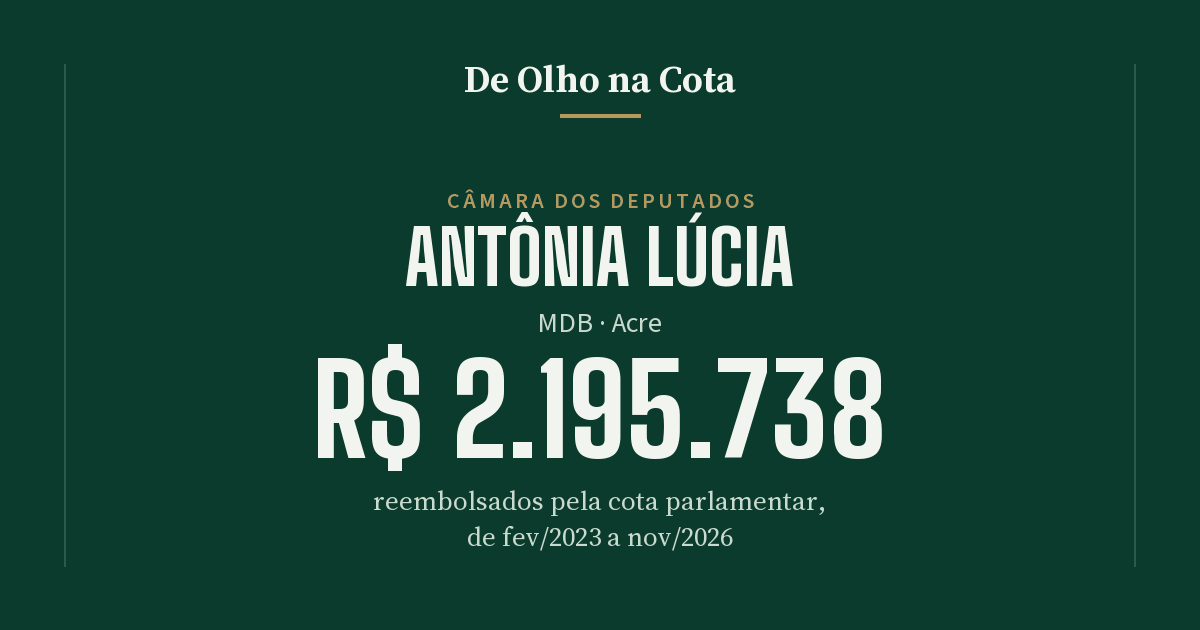 De Olho na Cota
CÂMARA DOS DEPUTADOS
ANTÔNIA LÚCIA
MDB · Acre
R$ 2.195.738
reembolsados pela cota parlamentar,
de fev/2023 a nov/2026